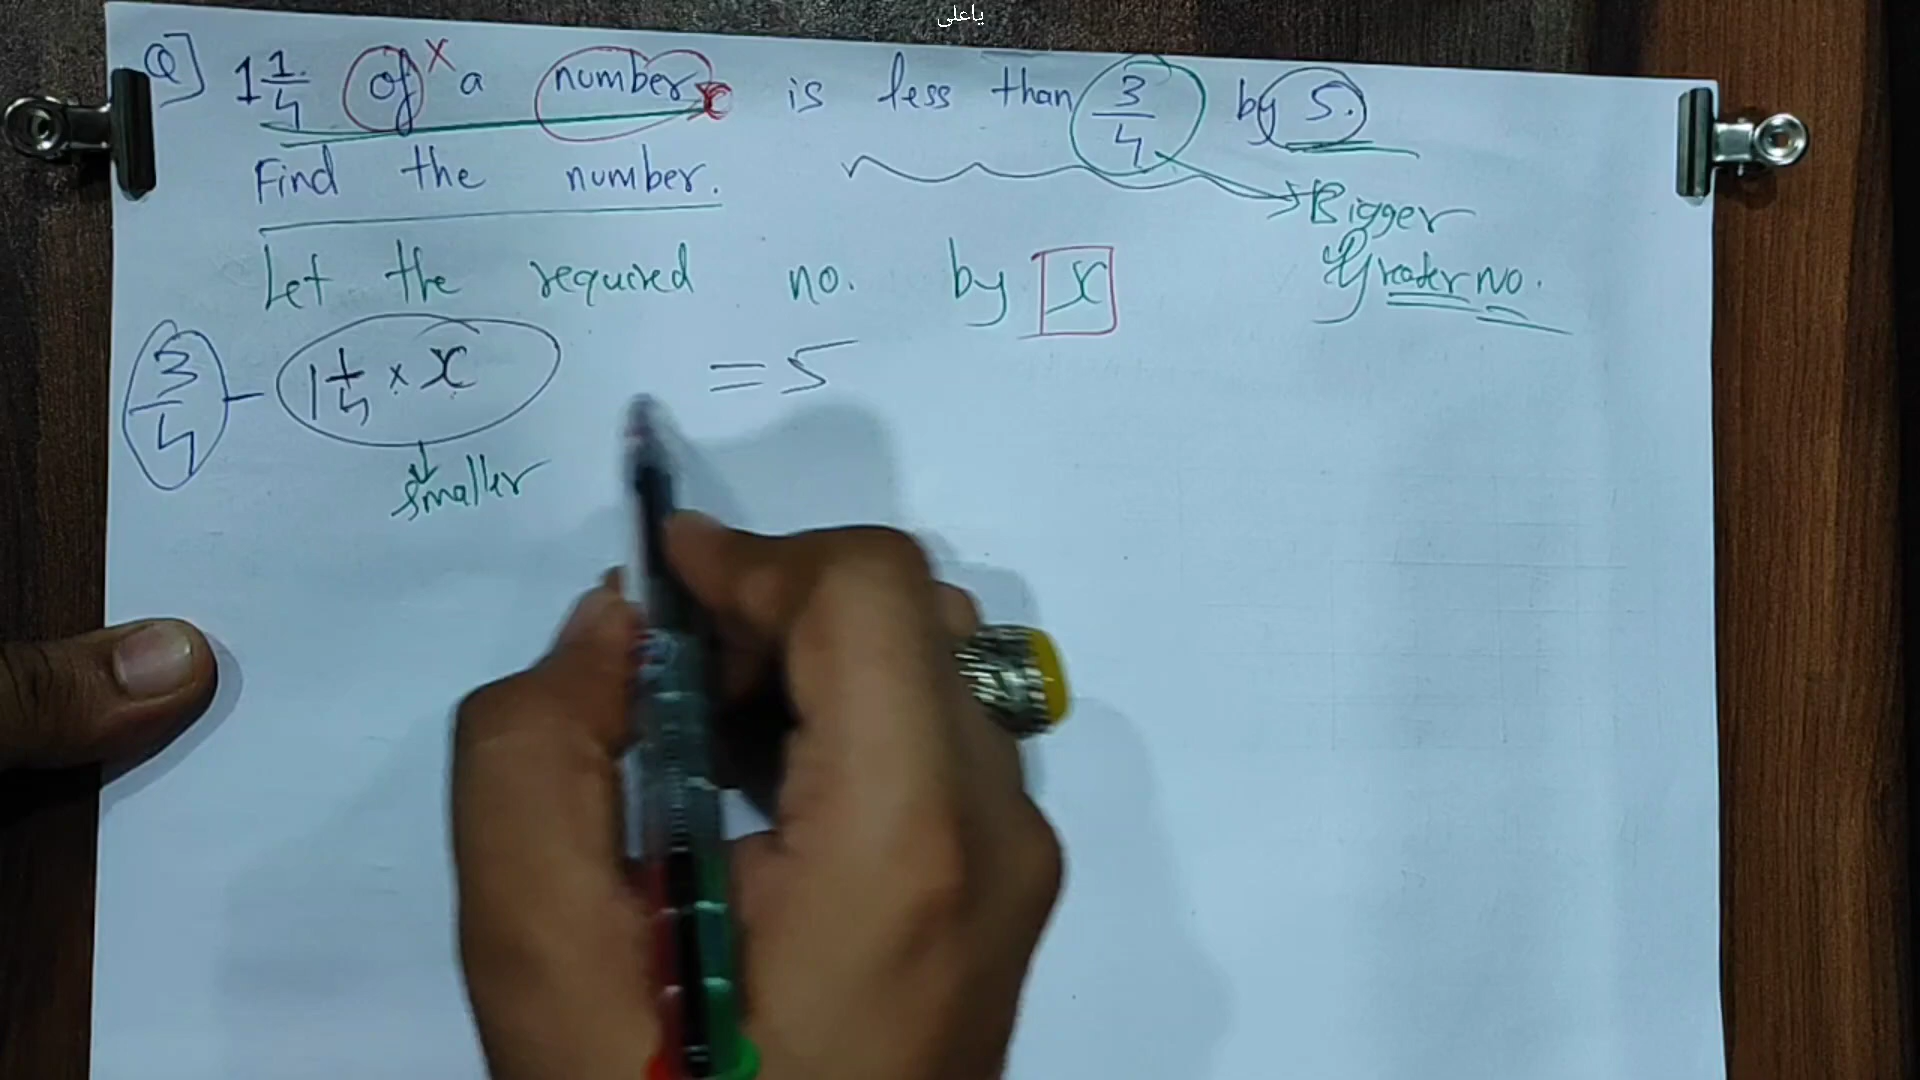 یاعلی
Q] 1 1/4 of x a number x is less than 3/4 by 5.
Find the number.
Bigger
Greater no.
Let the required no. by x
3/4 - 1 1/4 × x = 5
smaller